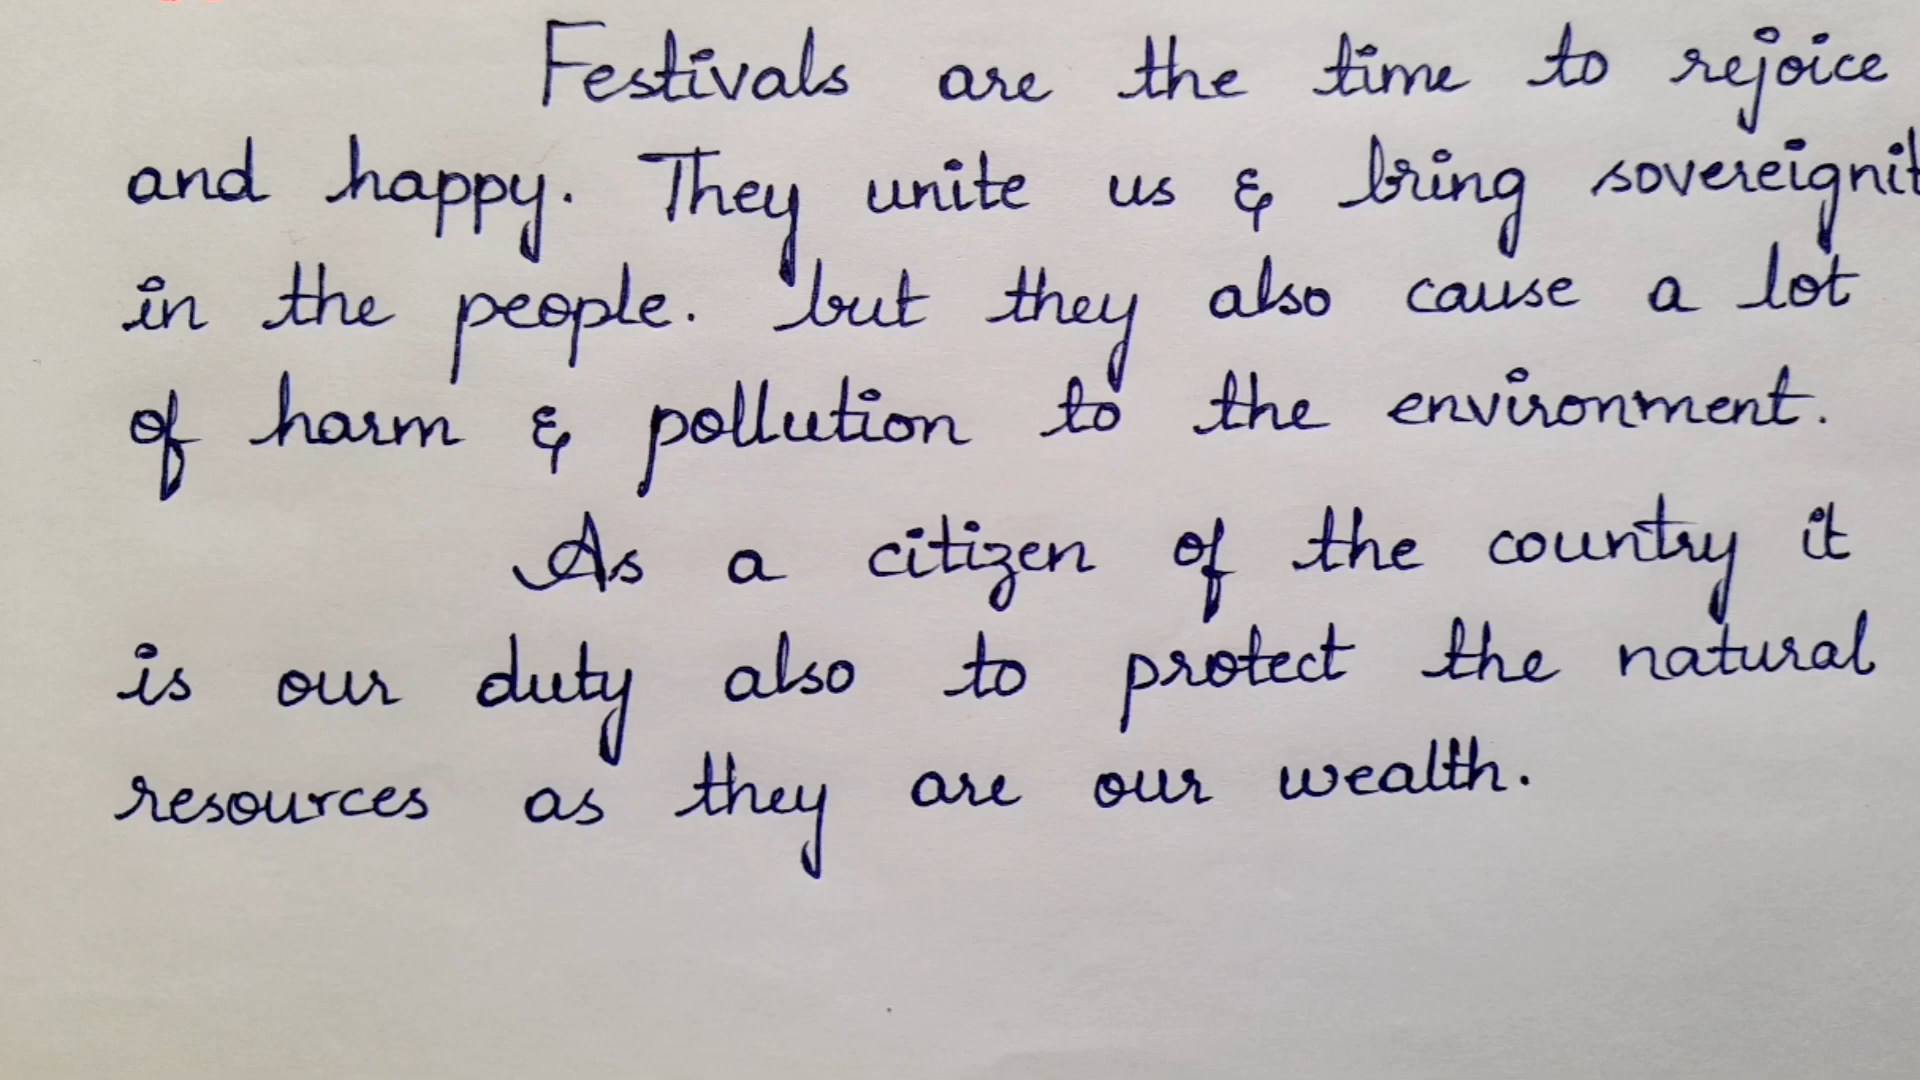 Festivals are the time to rejoice
and happy. They unite us & bring sovereignit
in the people. but they also cause a lot
of harm & pollution to the environment.
As a citizen of the country it
is our duty also to protect the natural
resources as they are our wealth.